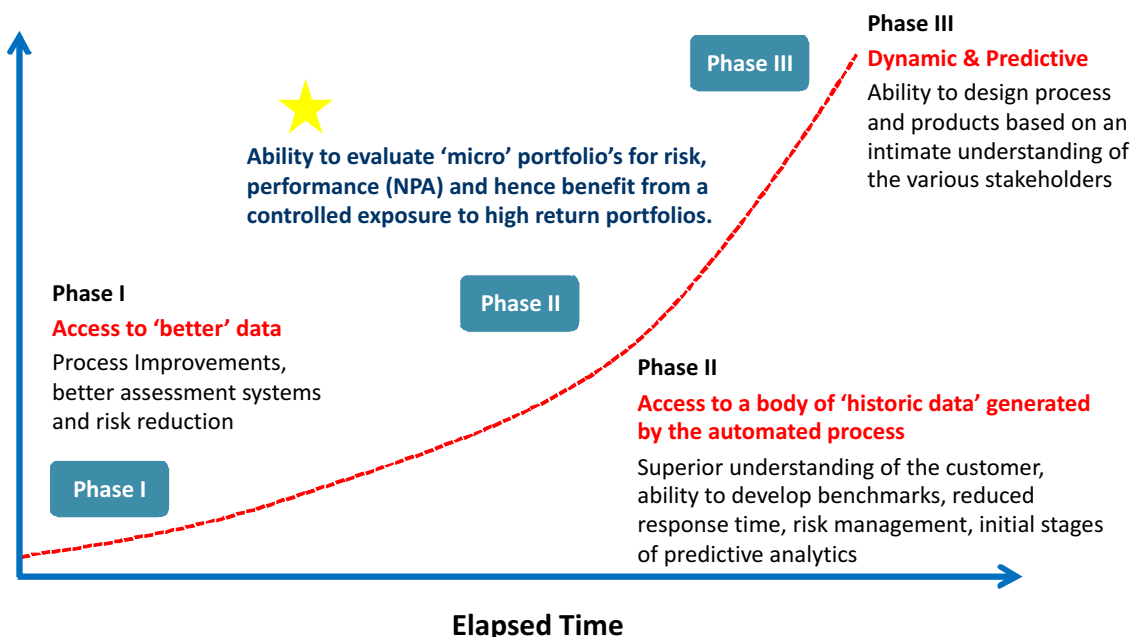 Phase III
Dynamic & Predictive
Ability to design process
and products based on an
intimate understanding of
the various stakeholders
Phase III
Ability to evaluate ‘micro’ portfolio’s for risk,
performance (NPA) and hence benefit from a
controlled exposure to high return portfolios.
Phase II
Phase I
Access to ‘better’ data
Process Improvements,
better assessment systems
and risk reduction
Phase I
Phase II
Access to a body of ‘historic data’ generated
by the automated process
Superior understanding of the customer,
ability to develop benchmarks, reduced
response time, risk management, initial stages
of predictive analytics
Elapsed Time